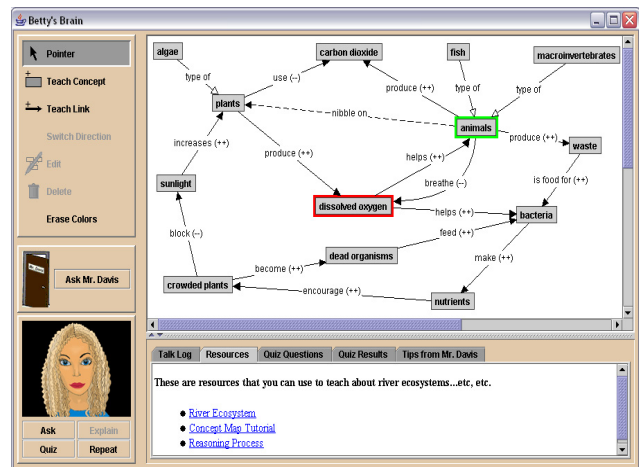 Betty's Brain
Pointer
Teach Concept
Teach Link
Switch Direction
Edit
Delete
Erase Colors
Ask Mr. Davis
Ask
Explain
Quiz
Repeat
algae
carbon dioxide
fish
macroinvertebrates
type of
use (--)
produce (++)
type of
type of
plants
nibble on
animals
produce (++)
waste
increases (++)
produce (++)
helps (++)
breathe (--)
is food for (++)
sunlight
dissolved oxygen
helps (++)
bacteria
block (--)
feed (++)
dead organisms
make (++)
become (++)
crowded plants
encourage (++)
nutrients
Talk Log
Resources
Quiz Questions
Quiz Results
Tips from Mr. Davis
These are resources that you can use to teach about river ecosystems...etc, etc.
River Ecosystem
Concept Map Tutorial
Reasoning Process